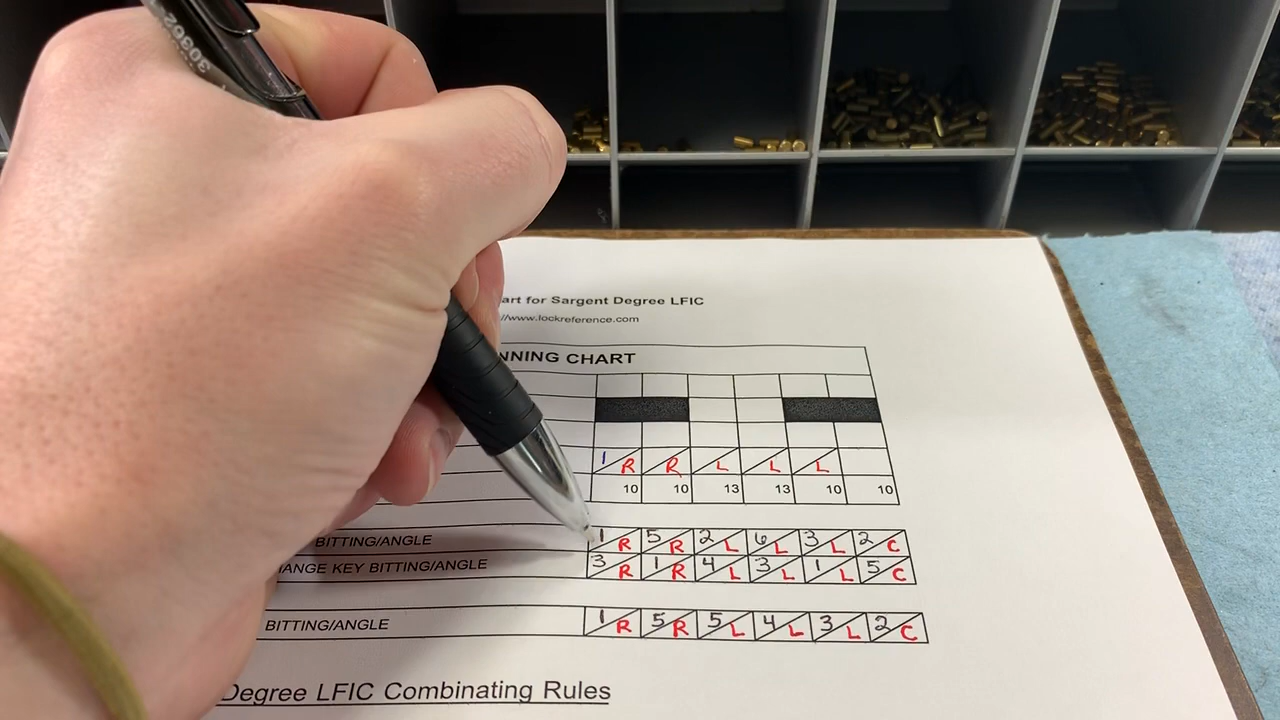 30362
art for Sargent Degree LFIC
//www.lockreference.com
NNING CHART
1 R R L L L
10 10 13 13 10 10
BITTING/ANGLE 1 R 5 R 2 L 6 L 3 L 2 C
ANGE KEY BITTING/ANGLE 3 R 1 R 4 L 3 L 1 L 5 C
BITTING/ANGLE 1 R 5 R 5 L 4 L 3 L 2 C
Degree LFIC Combinating Rules